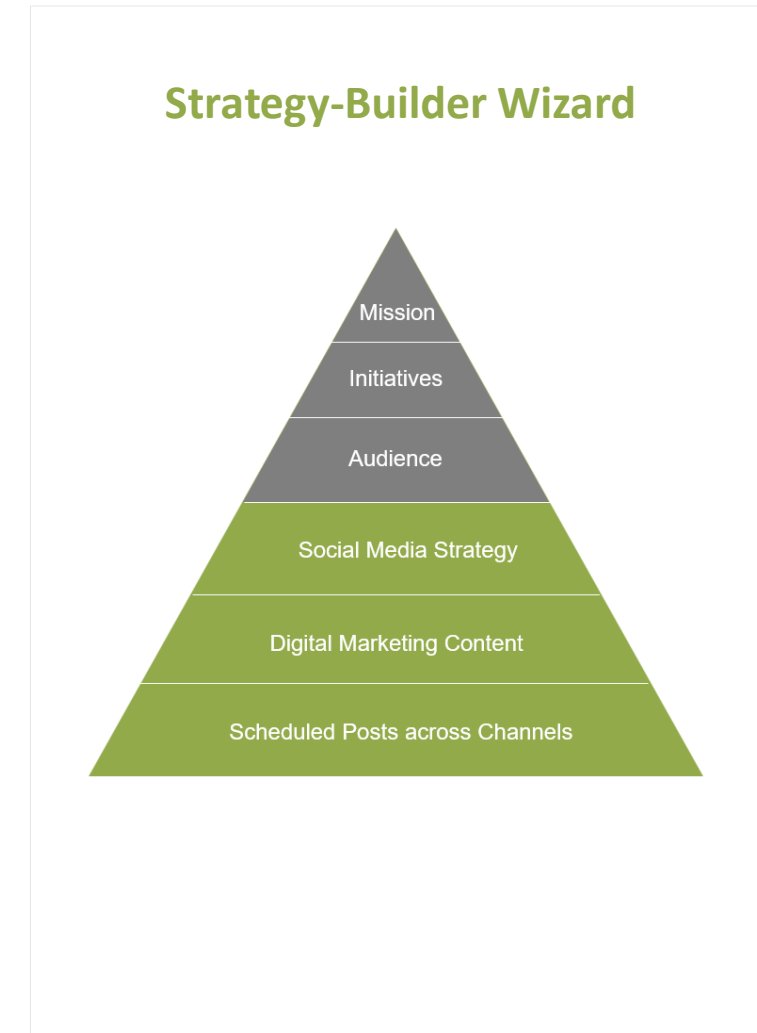 Strategy-Builder Wizard
Mission
Initiatives
Audience
Social Media Strategy
Digital Marketing Content
Scheduled Posts across Channels